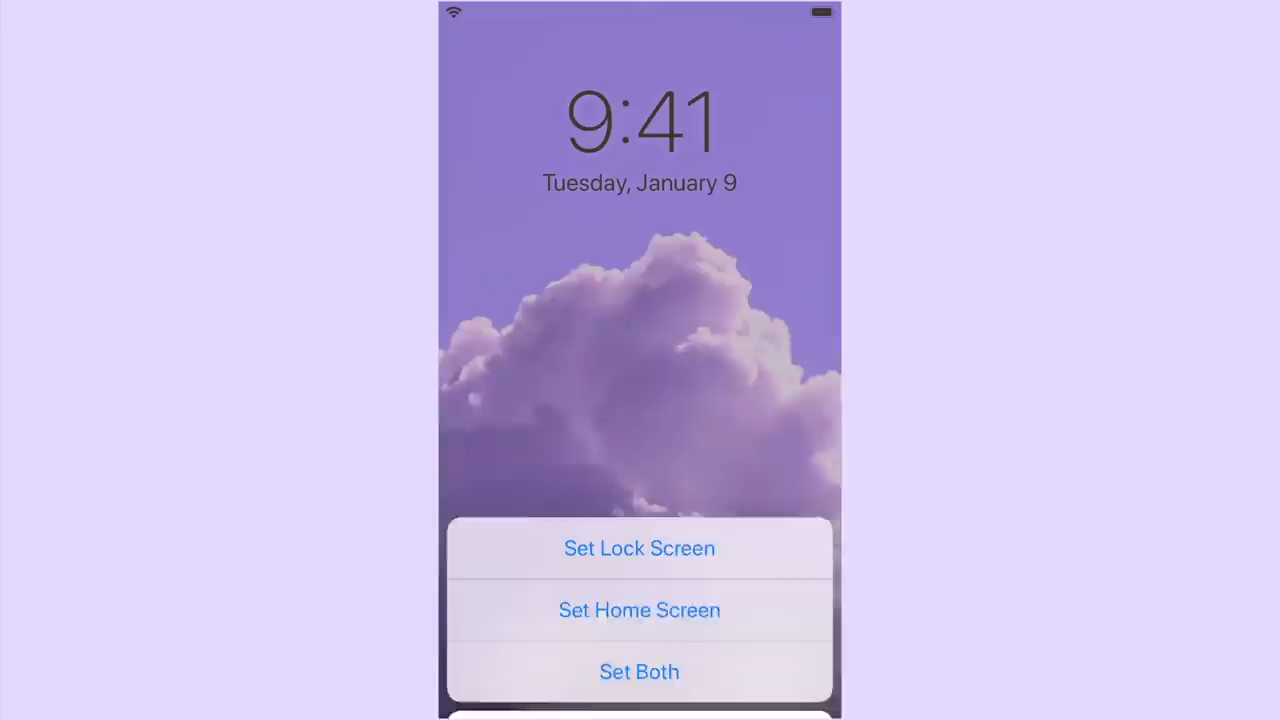 9:41
Tuesday, January 9
Set Lock Screen
Set Home Screen
Set Both